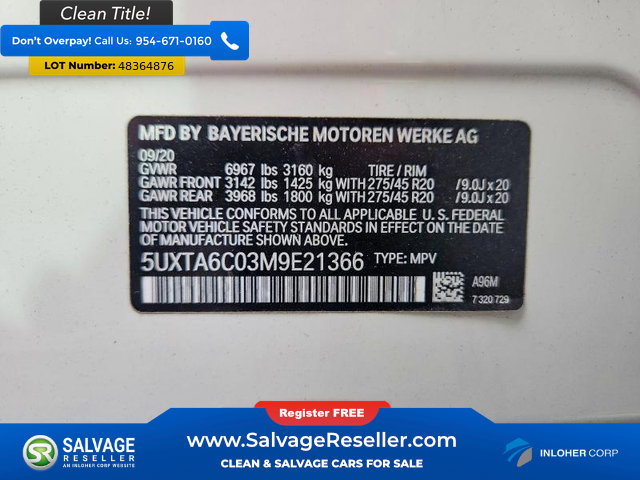 Clean Title!
Don't Overpay! Call Us: 954-671-0160
LOT Number: 48364876
MFD BY BAYERISCHE MOTOREN WERKE AG
09/20
GVWR 6967 lbs 3160 kg TIRE / RIM
GAWR FRONT 3142 lbs 1425 kg WITH 275/45 R20 /9.0J x 20
GAWR REAR 3968 lbs 1800 kg WITH 275/45 R20 /9.0J x 20
THIS VEHICLE CONFORMS TO ALL APPLICABLE U. S. FEDERAL
MOTOR VEHICLE SAFETY STANDARDS IN EFFECT ON THE
DATE OF MANUFACTURE SHOWN ABOVE.
5UXTA6C03M9E21366 TYPE: MPV
A96M
7 320 729
Register FREE
SALVAGE
RESELLER
AN INLOHER CORP WEBSITE
www.SalvageReseller.com
CLEAN & SALVAGE CARS FOR SALE
INLOHER CORP